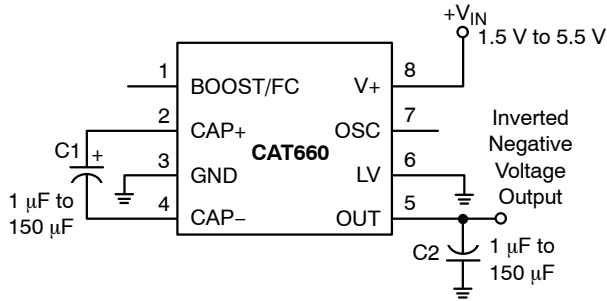 +VIN
1.5 V to 5.5 V
1
BOOST/FC
V+
8
2
CAP+
OSC
7
Inverted
Negative
Voltage
Output
C1
+
CAT660
3
GND
LV
6
1 μF to
150 μF
4
CAP−
OUT
5
C2
1 μF to
150 μF